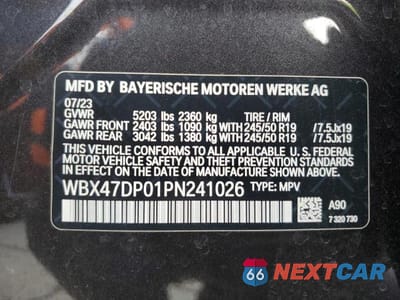 MFD BY BAYERISCHE MOTOREN WERKE AG
07/23
GVWR 5203 lbs 2360 kg TIRE / RIM
GAWR FRONT 2403 lbs 1090 kg WITH 245/50 R19 /7.5Jx19
GAWR REAR 3042 lbs 1380 kg WITH 245/50 R19 /7.5Jx19
THIS VEHICLE CONFORMS TO ALL APPLICABLE
FEDERAL MOTOR VEHICLE SAFETY, BUMPER AND THEFT
PREVENTION STANDARDS IN EFFECT ON THE DATE OF
MANUFACTURE SHOWN ABOVE.
WBX47DP01PN241026 TYPE: MPV
A90
7 320 730
66 NEXTCAR